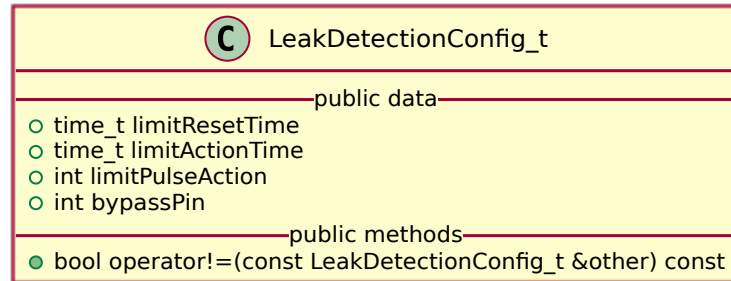 C LeakDetectionConfig_t
public data
time_t limitResetTime
time_t limitActionTime
int limitPulseAction
int bypassPin
public methods
bool operator!=(const LeakDetectionConfig_t &other) const